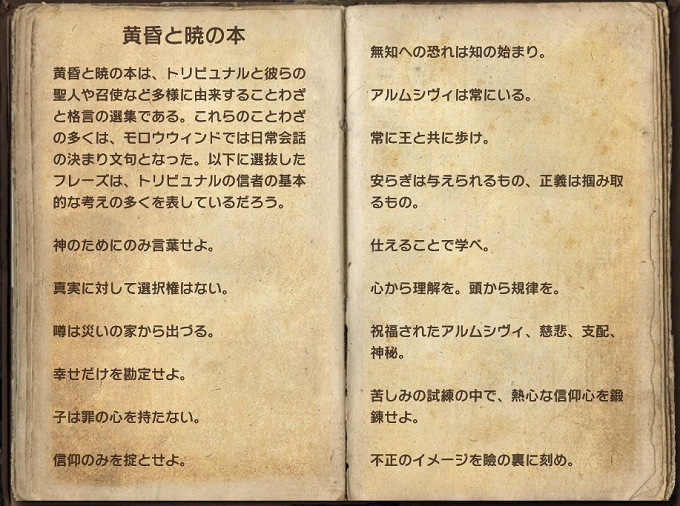 黄昏と暁の本
黄昏と暁の本は、トリビュナルと彼らの
聖人や召使など多様に由来することわざ
と格言の選集である。これらのことわざ
の多くは、モロウウィンドでは日常会話
の決まり文句となった。以下に選抜した
フレーズは、トリビュナルの信者の基本
的な考えの多くを表しているだろう。
神のためにのみ言葉せよ。
真実に対して選択権はない。
噂は災いの家から出づる。
幸せだけを勘定せよ。
子は罪の心を持たない。
信仰のみを掟とせよ。
無知への恐れは知の始まり。
アルムシヴィは常にいる。
常に王と共に歩け。
安らぎは与えられるもの、正義は掴み取
るもの。
仕えることで学べ。
心から理解を。頭から規律を。
祝福されたアルムシヴィ、慈悲、支配、
神秘。
苦しみの試練の中で、熱心な信仰心を鍛
錬せよ。
不正のイメージを瞼の裏に刻め。